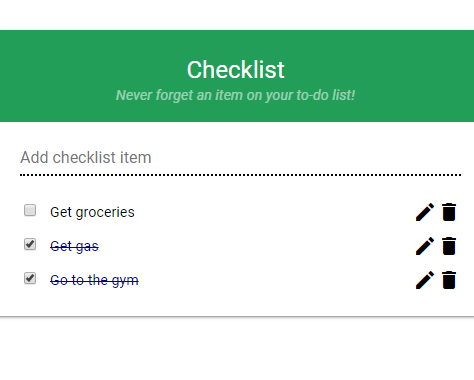 Checklist
Never forget an item on your to-do list!
Add checklist item
Get groceries
Get gas
Go to the gym